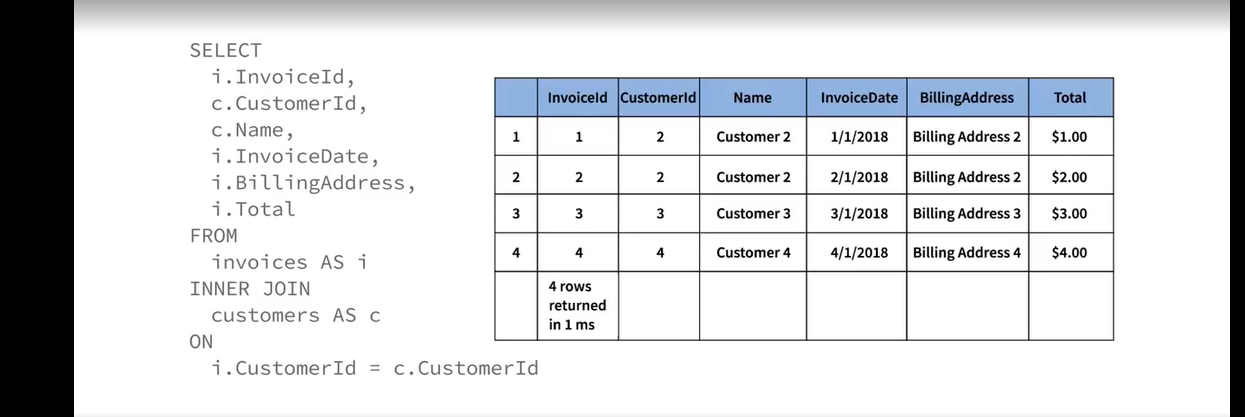 SELECT
i.InvoiceId,
c.CustomerId,
c.Name,
i.InvoiceDate,
i.BillingAddress,
i.Total
FROM
invoices AS i
INNER JOIN
customers AS c
ON
i.CustomerId = c.CustomerId
InvoiceId CustomerId Name InvoiceDate BillingAddress Total
1 1 2 Customer 2 1/1/2018 Billing Address 2 $1.00
2 2 2 Customer 2 2/1/2018 Billing Address 2 $2.00
3 3 3 Customer 3 3/1/2018 Billing Address 3 $3.00
4 4 4 Customer 4 4/1/2018 Billing Address 4 $4.00
4 rows
returned
in 1 ms